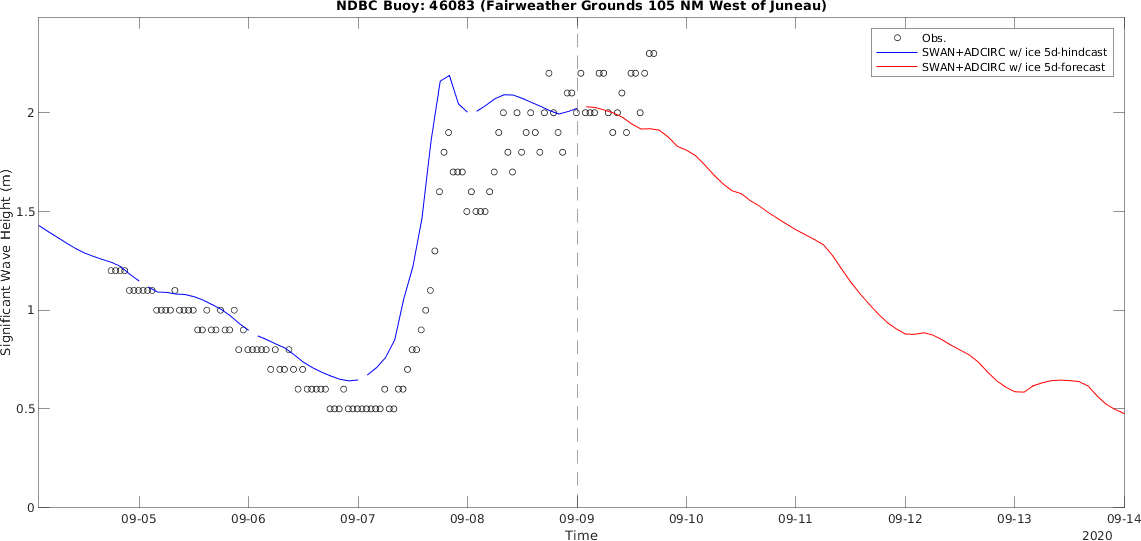 NDBC Buoy: 46083 (Fairweather Grounds 105 NM West of Juneau)
Obs.
SWAN+ADCIRC w/ ice 5d-hindcast
SWAN+ADCIRC w/ ice 5d-forecast
Significant Wave Height (m)
2
1.5
1
0.5
0
09-05 09-06 09-07 09-08 09-09 09-10 09-11 09-12 09-13 09-14
Time
2020